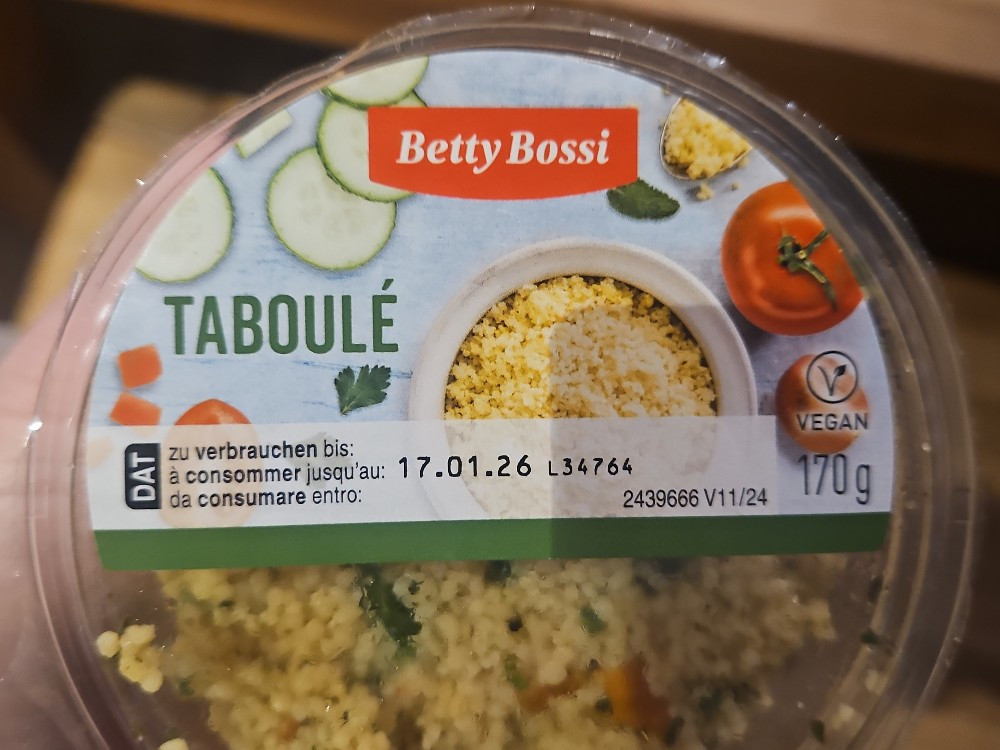 Betty Bossi
TABOULÉ
VEGAN
170 g
DAT
zu verbrauchen bis:
à consommer jusqu'au: 17.01.26 L34764
da consumare entro:
2439666 V11/24